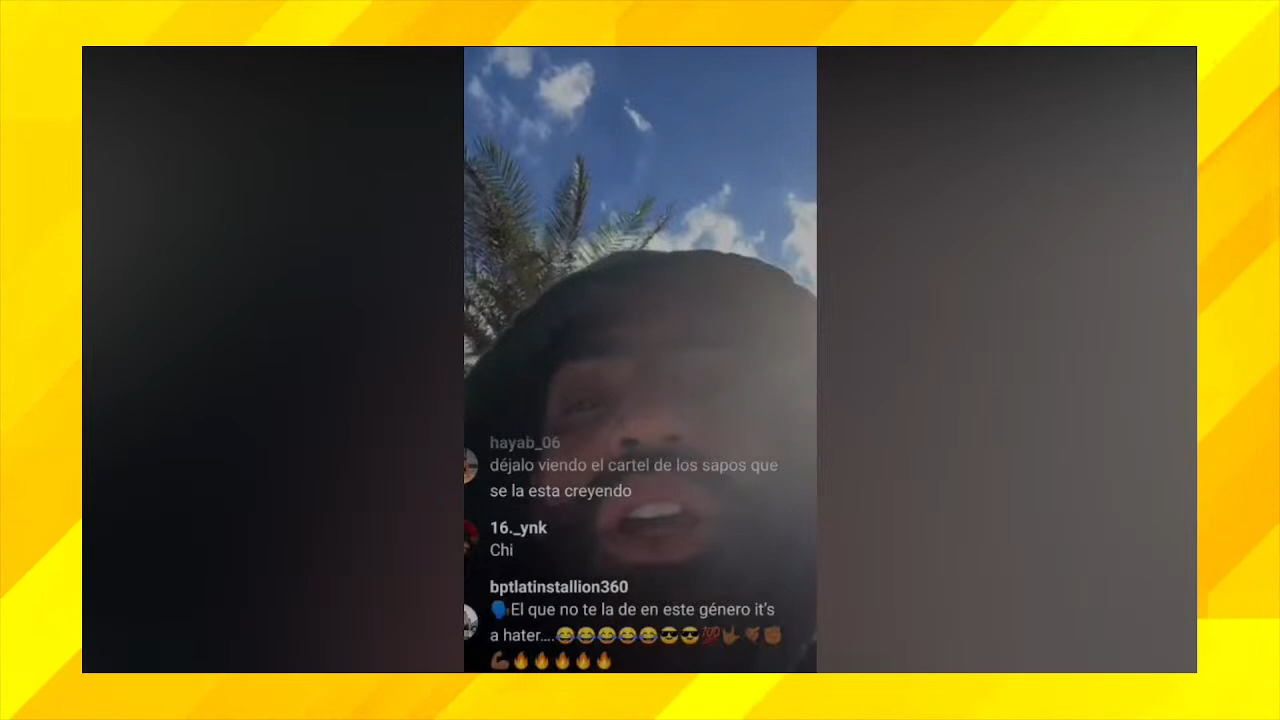 hayab_06
déjalo viendo el cartel de los sapos que
se la esta creyendo
16._ynk
Chi
bptlatinstallion360
🗣️El que no te la de en este género it's
a hater....😂😂😂😂😂😎😎💯🤟🏾🫰🏾✊🏾
💪🏾🔥🔥🔥🔥🔥